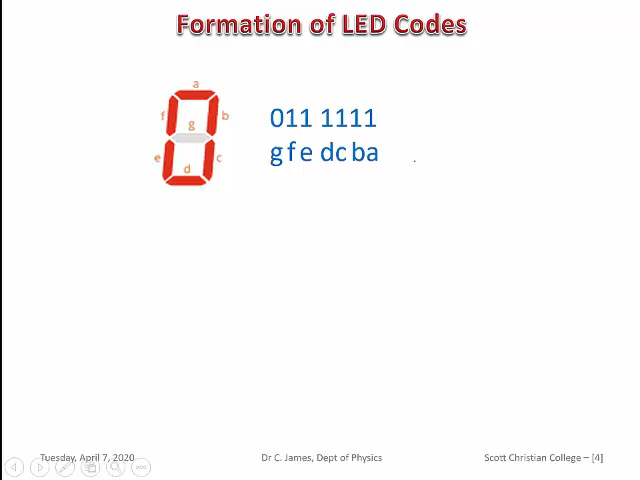 Formation of LED Codes
a
f
b
g
e
c
d
011 1111
g f e dc ba
Tuesday, April 7, 2020
Dr C. James, Dept of Physics
Scott Christian College – [4]